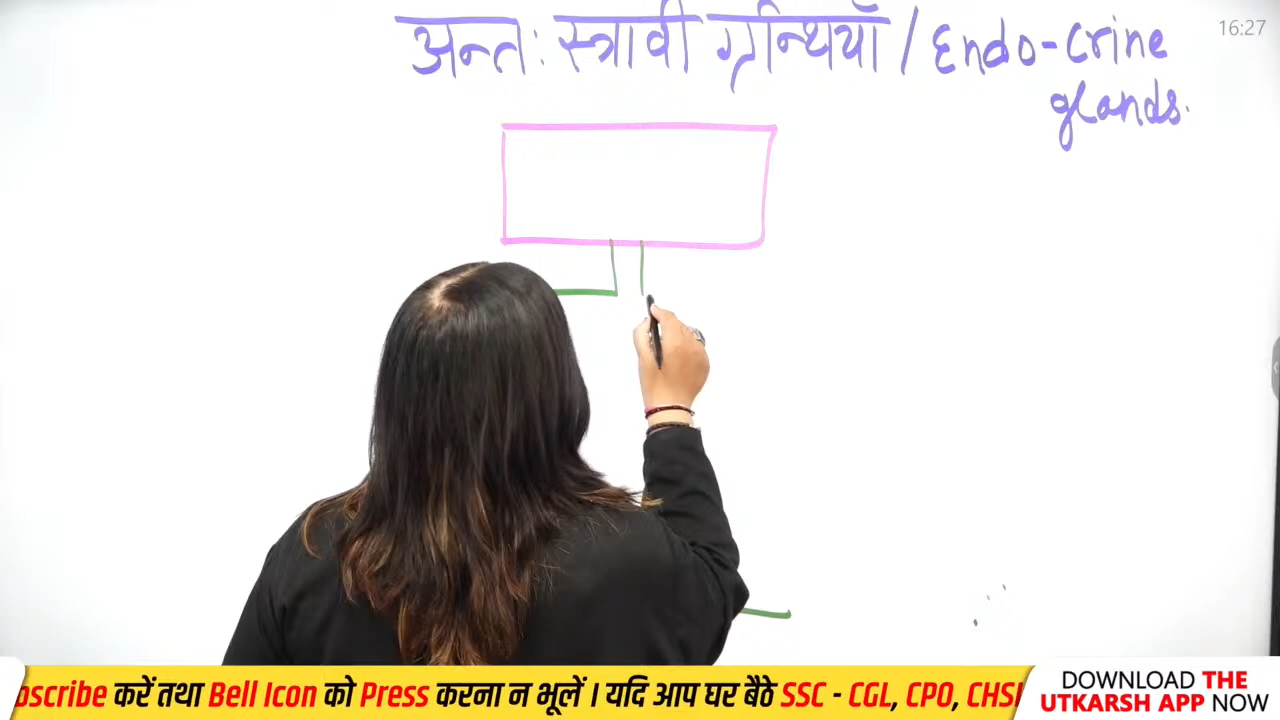 अन्तः स्त्रावी ग्रन्थियाँ / Endo-crine
glands.
16:27
bscribe करें तथा Bell Icon को Press करना न भूलें । यदि आप घर बैठे SSC - CGL, CPO, CHSL
DOWNLOAD THE
UTKARSH APP NOW